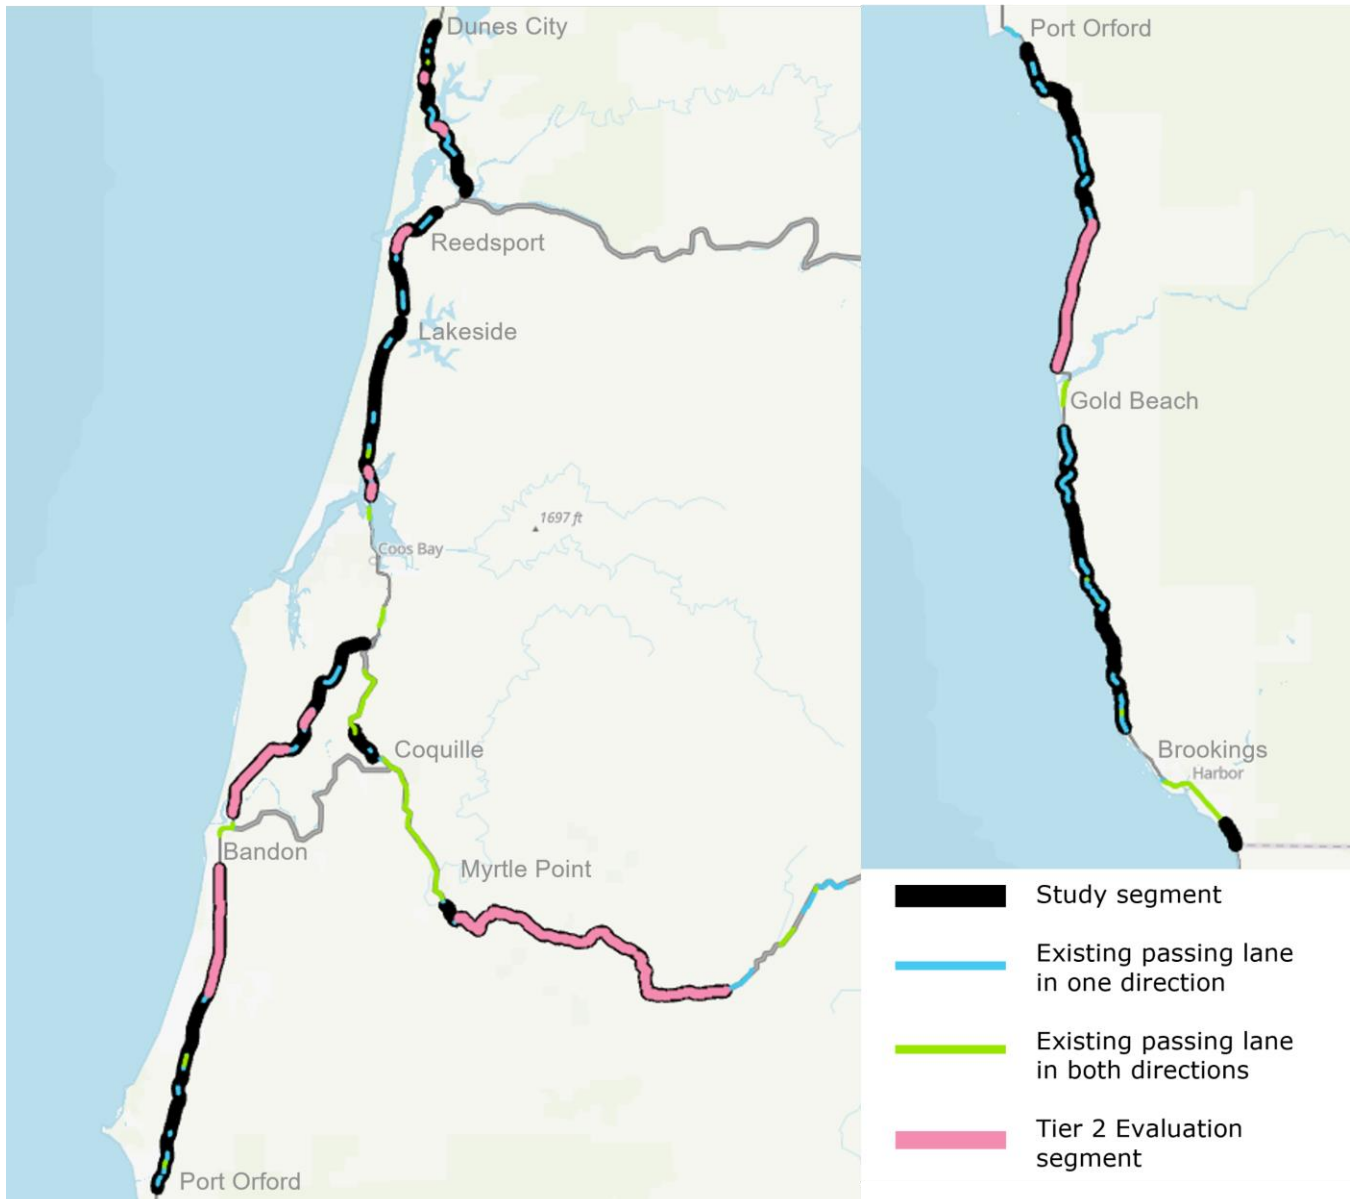 Dunes City
Reedsport
Lakeside
1697 ft
Coos Bay
Coquille
Bandon
Myrtle Point
Port Orford
Port Orford
Gold Beach
Brookings
Harbor
Study segment
Existing passing lane
in one direction
Existing passing lane
in both directions
Tier 2 Evaluation
segment